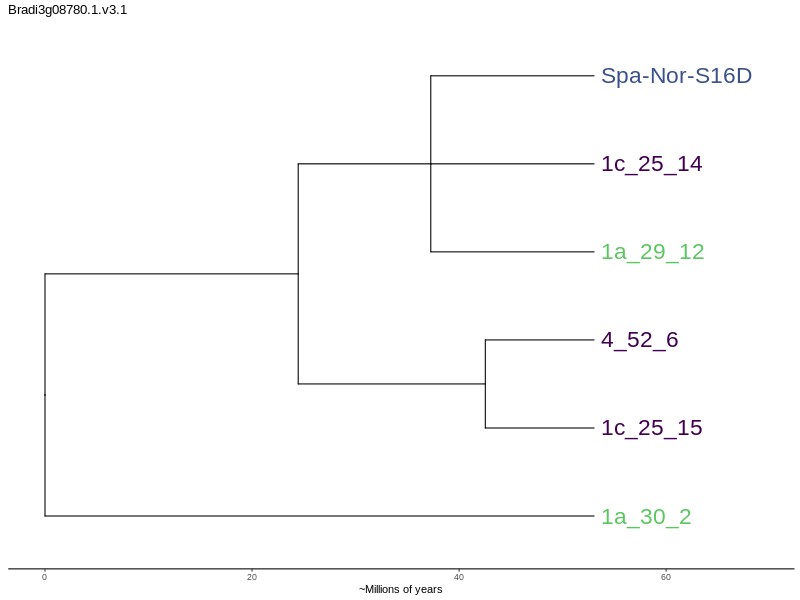 Bradi3g08780.1.v3.1
Spa-Nor-S16D
1c_25_14
1a_29_12
4_52_6
1c_25_15
1a_30_2
0 20 40 60
~Millions of years